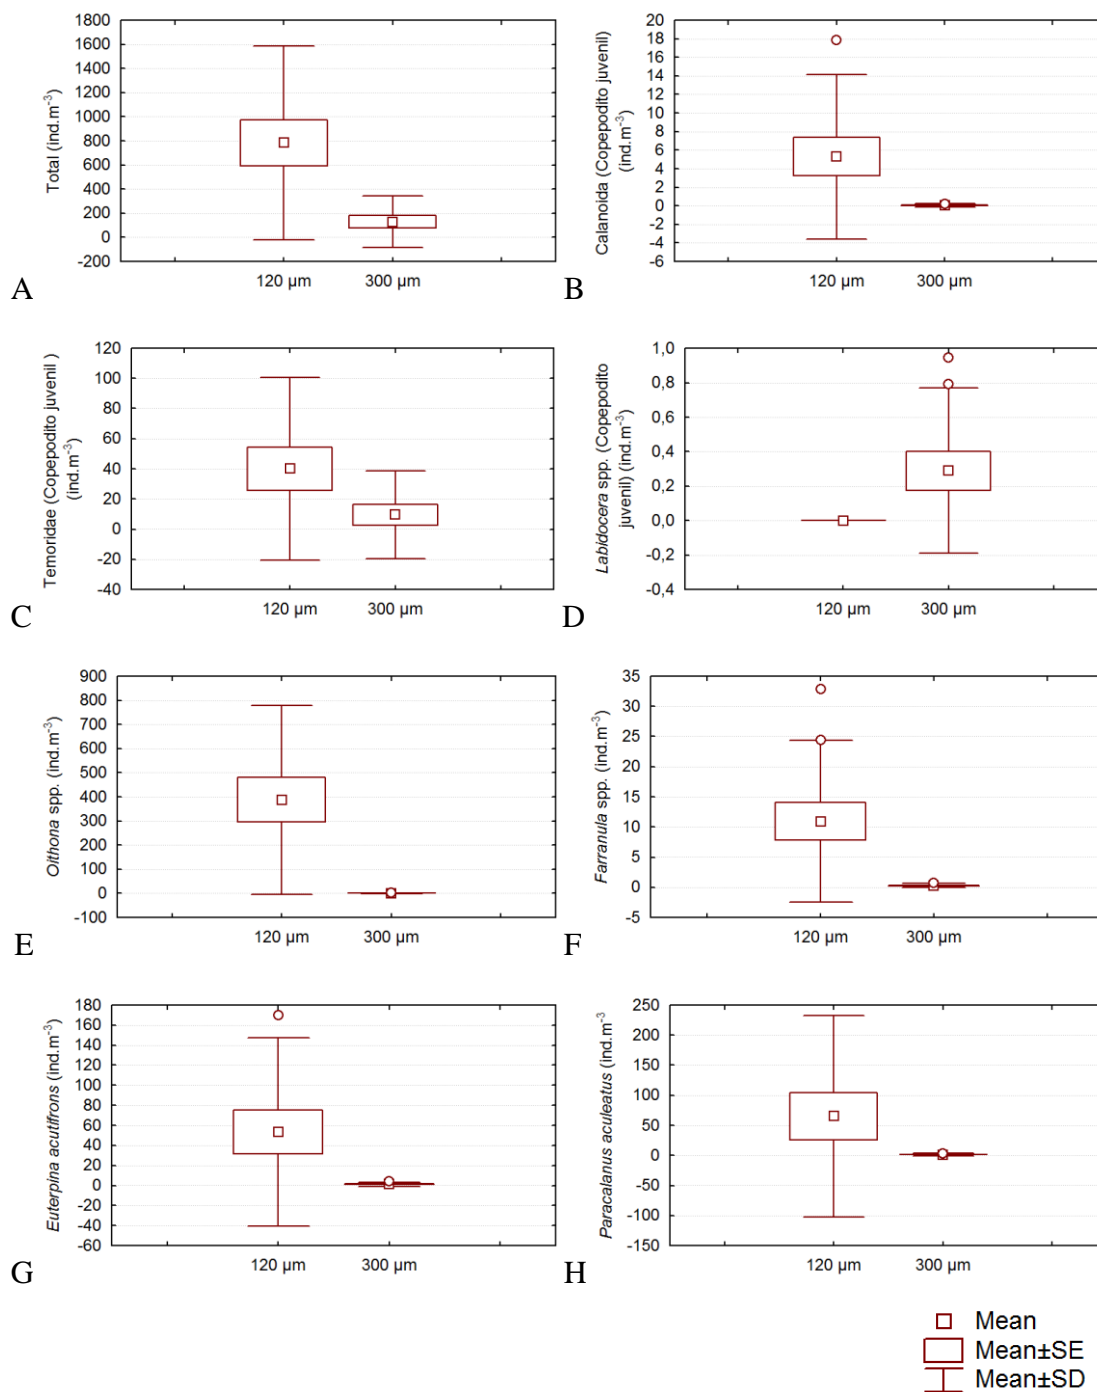 1800
1600
1400
1200
1000
800
600
400
200
0
-200
Total (ind.m⁻³)
120 µm 300 µm
A
20
18
16
14
12
10
8
6
4
2
0
-2
-4
-6
Calanoida (Copepodito juvenil)
(ind.m⁻³)
120 µm 300 µm
B
120
100
80
60
40
20
0
-20
-40
Temoridae (Copepodito juvenil )
(ind.m⁻³)
120 µm 300 µm
C
1,0
0,8
0,6
0,4
0,2
0,0
-0,2
-0,4
Labidocera spp. (Copepodito
juvenil) (ind.m⁻³)
120 µm 300 µm
D
900
800
700
600
500
400
300
200
100
0
-100
Oithona spp. (ind.m⁻³)
120 µm 300 µm
E
35
30
25
20
15
10
5
0
-5
Farranula spp. (ind.m⁻³)
120 µm 300 µm
F
180
160
140
120
100
80
60
40
20
0
-20
-40
-60
Euterpina acutifrons (ind.m⁻³)
120 µm 300 µm
G
250
200
150
100
50
0
-50
-100
-150
Paracalanus aculeatus (ind.m⁻³
120 µm 300 µm
H
Mean
Mean±SE
Mean±SD